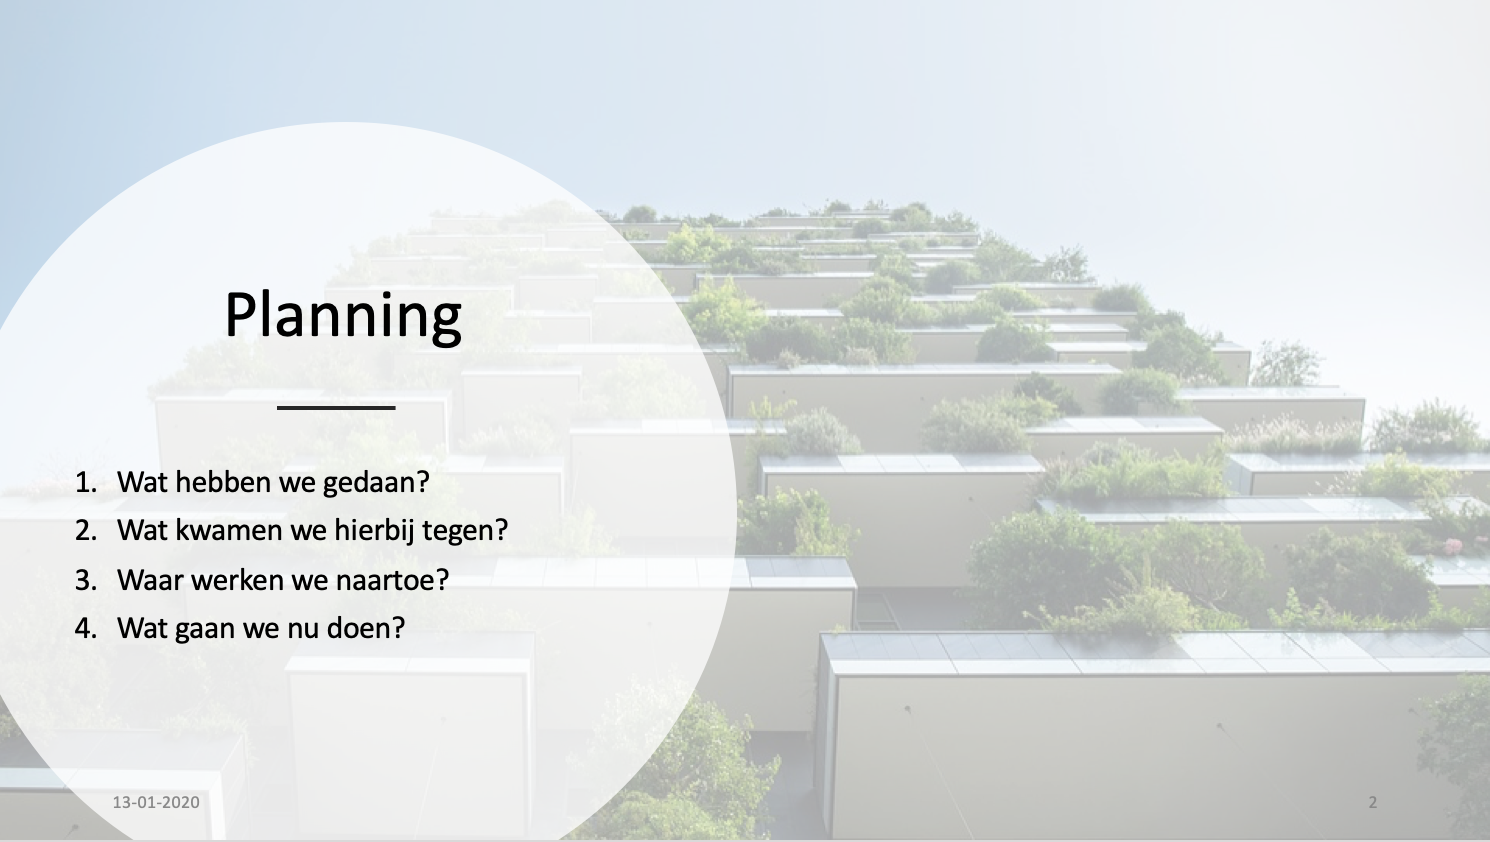 Planning
1. Wat hebben we gedaan?
2. Wat kwamen we hierbij tegen?
3. Waar werken we naartoe?
4. Wat gaan we nu doen?
13-01-2020
2